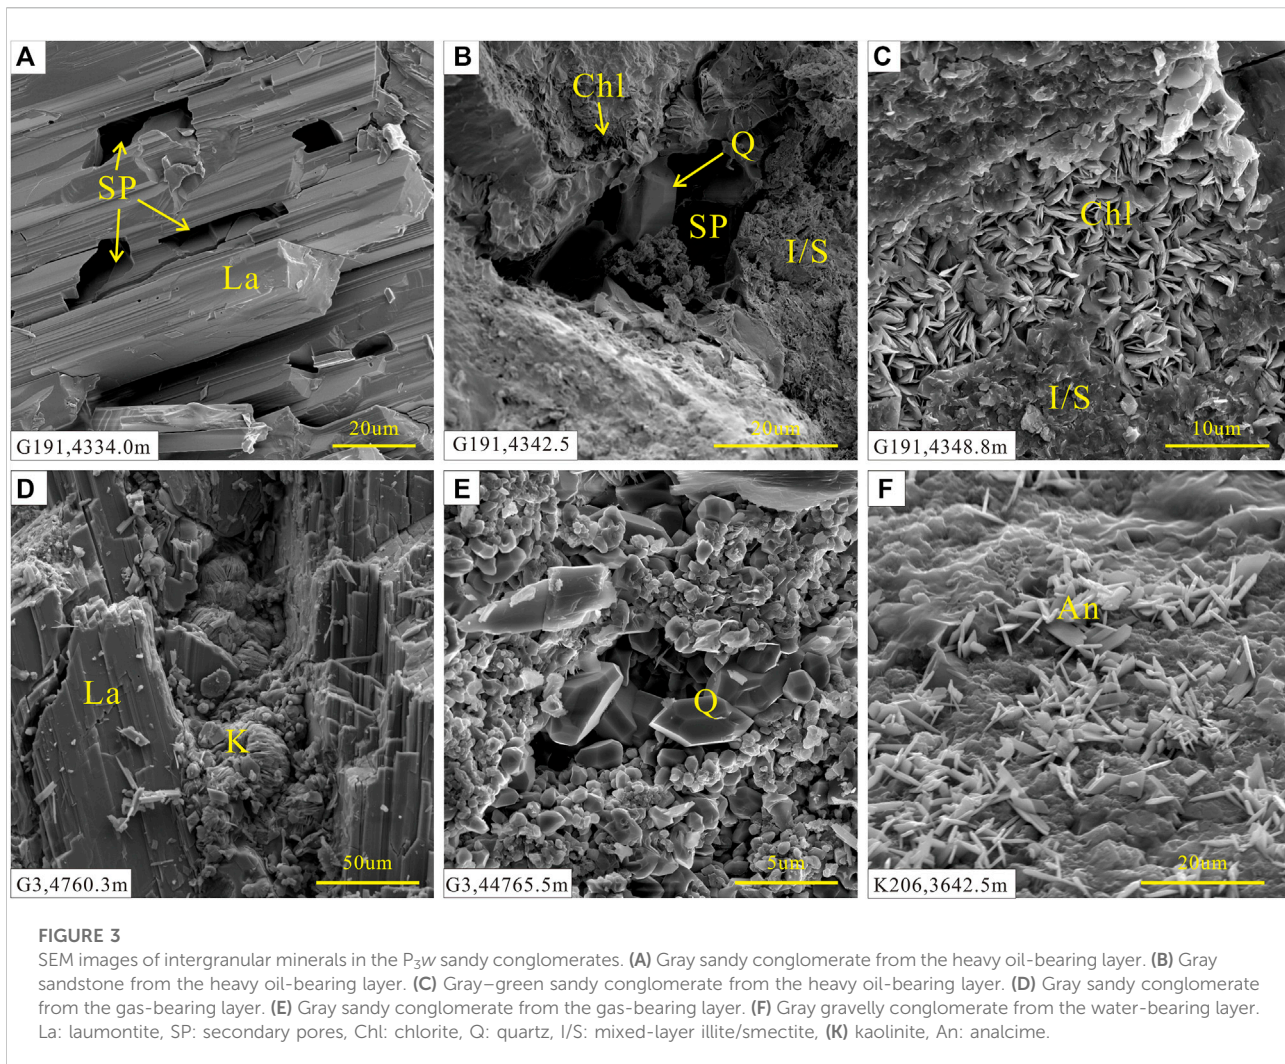 A
SP
La
20um
G191,4334.0m
B
Chl
Q
SP
I/S
20um
G191,4342.5
C
Chl
I/S
10um
G191,4348.8m
D
La
K
50um
G3,4760.3m
E
Q
5um
G3,44765.5m
F
An
20um
K206,3642.5m
FIGURE 3
SEM images of intergranular minerals in the P₃w sandy conglomerates. (A) Gray sandy conglomerate from the heavy oil-bearing layer. (B) Gray
sandstone from the heavy oil-bearing layer. (C) Gray–green sandy conglomerate from the heavy oil-bearing layer. (D) Gray sandy conglomerate
from the gas-bearing layer. (E) Gray sandy conglomerate from the gas-bearing layer. (F) Gray gravelly conglomerate from the water-bearing layer.
La: laumontite, SP: secondary pores, Chl: chlorite, Q: quartz, I/S: mixed-layer illite/smectite, (K) kaolinite, An: analcime.